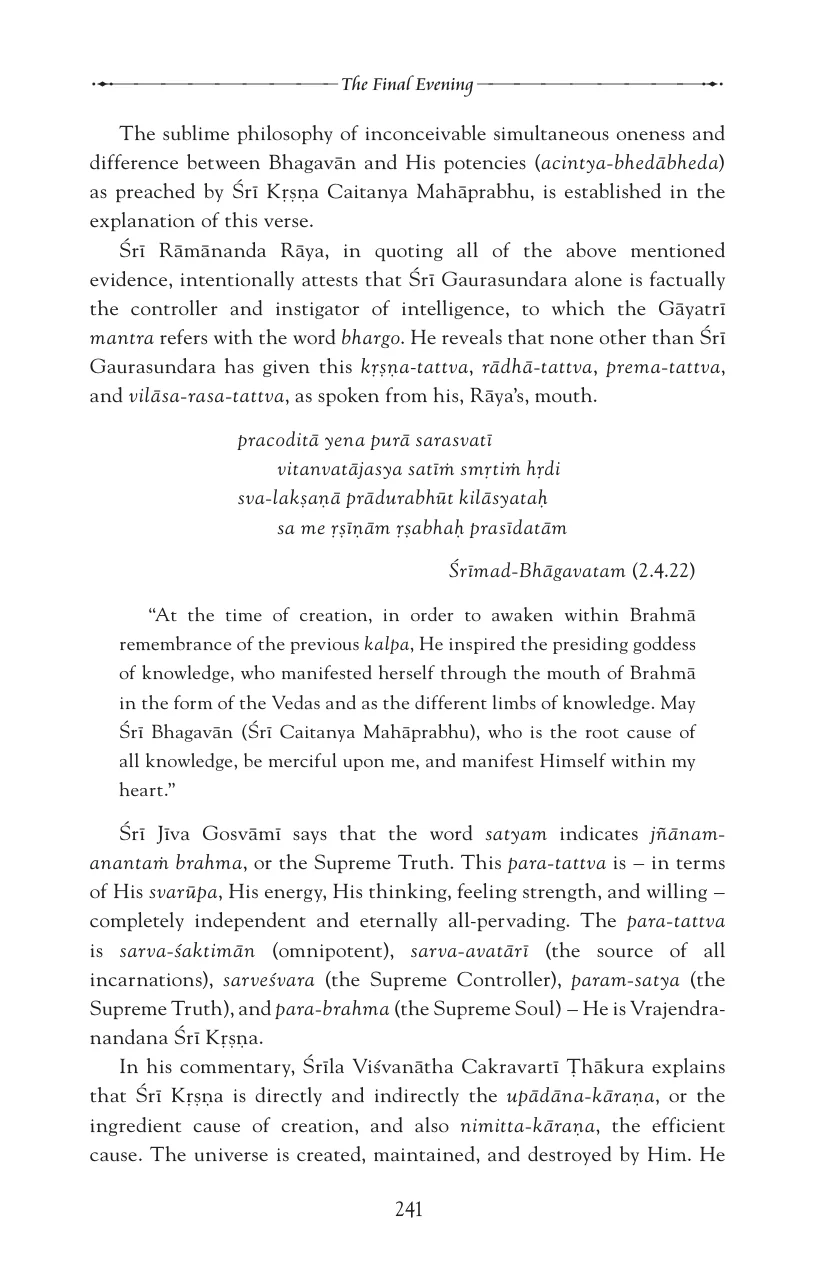 The Final Evening
The sublime philosophy of inconceivable simultaneous oneness and
difference between Bhagavān and His potencies (acintya-bhedābheda)
as preached by Śrī Kṛṣṇa Caitanya Mahāprabhu, is established in the
explanation of this verse.
Śrī Rāmānanda Rāya, in quoting all of the above mentioned
evidence, intentionally attests that Śrī Gaurasundara alone is factually
the controller and instigator of intelligence, to which the Gāyatrī
mantra refers with the word bhargo. He reveals that none other than Śrī
Gaurasundara has given this kṛṣṇa-tattva, rādhā-tattva, prema-tattva,
and vilāsa-rasa-tattva, as spoken from his, Rāya’s, mouth.
pracoditā yena purā sarasvatī
vitanvatājasya satīṁ smṛtiṁ hṛdi
sva-lakṣaṇā prādurabhūt kilāsyataḥ
sa me ṛṣīṇām ṛṣabhaḥ prasīdatām
Śrīmad-Bhāgavatam (2.4.22)
“At the time of creation, in order to awaken within Brahmā
remembrance of the previous kalpa, He inspired the presiding goddess
of knowledge, who manifested herself through the mouth of Brahmā
in the form of the Vedas and as the different limbs of knowledge. May
Śrī Bhagavān (Śrī Caitanya Mahāprabhu), who is the root cause of
all knowledge, be merciful upon me, and manifest Himself within my
heart.”
Śrī Jīva Gosvāmī says that the word satyam indicates jñānam-
anantaṁ brahma, or the Supreme Truth. This para-tattva is – in terms
of His svarūpa, His energy, His thinking, feeling strength, and willing –
completely independent and eternally all-pervading. The para-tattva
is sarva-śaktimān (omnipotent), sarva-avatārī (the source of all
incarnations), sarveśvara (the Supreme Controller), param-satya (the
Supreme Truth), and para-brahma (the Supreme Soul) – He is Vrajendra-
nandana Śrī Kṛṣṇa.
In his commentary, Śrīla Viśvanātha Cakravartī Ṭhākura explains
that Śrī Kṛṣṇa is directly and indirectly the upādāna-kāraṇa, or the
ingredient cause of creation, and also nimitta-kāraṇa, the efficient
cause. The universe is created, maintained, and destroyed by Him. He
241